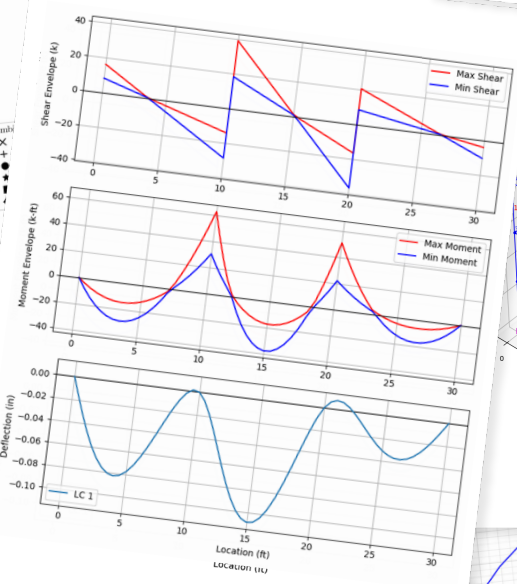 Shear Envelope (k)
40
20
0
−20
−40
Max Shear
Min Shear
0 5 10 15 20 25 30
Moment Envelope (k-ft)
60
40
20
0
−20
−40
Max Moment
Min Moment
0 5 10 15 20 25 30
Deflection (in)
0.00
−0.02
−0.04
−0.06
−0.08
−0.10
LC 1
0 5 10 15 20 25 30
Location (ft)
Location (ft)
0